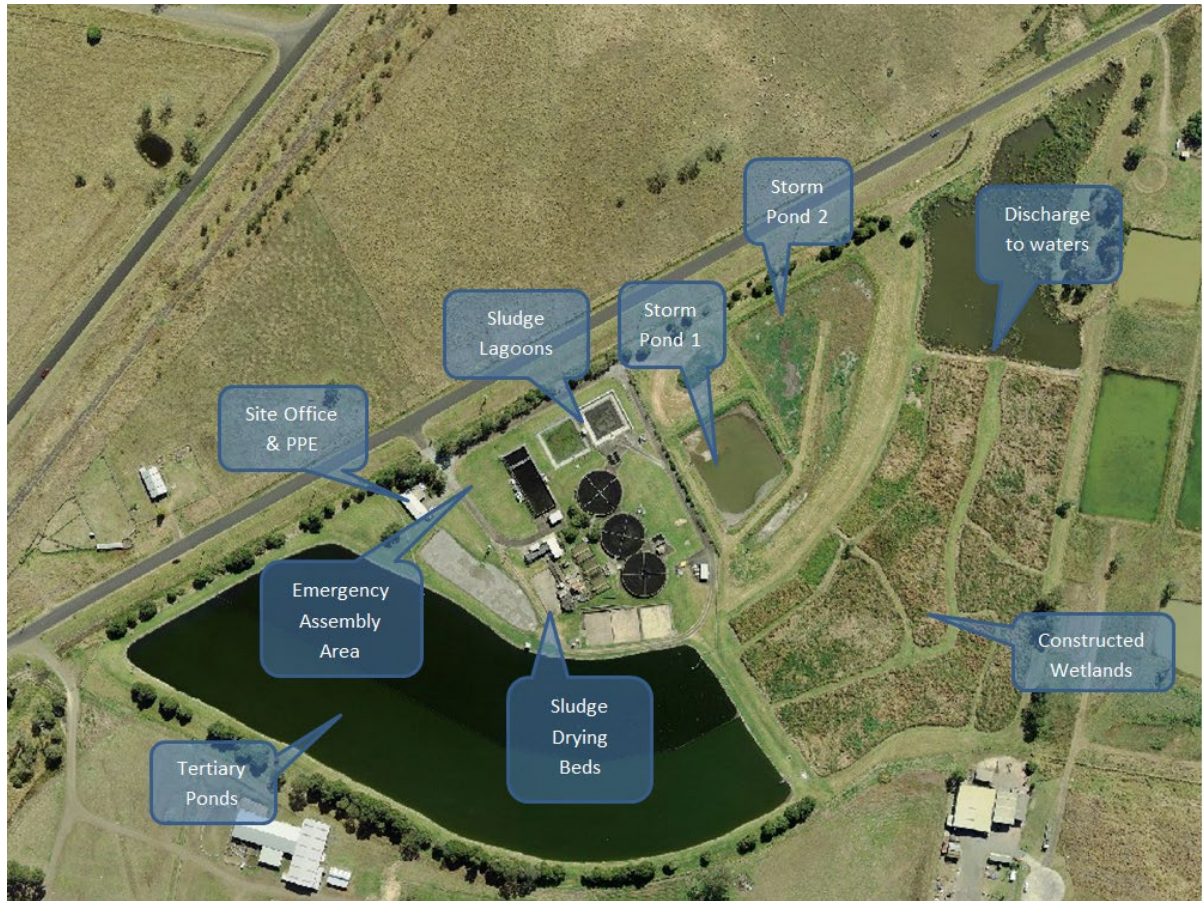 Storm
Pond 2
Discharge
to waters
Sludge
Lagoons
Storm
Pond 1
Site Office
& PPE
Emergency
Assembly
Area
Constructed
Wetlands
Sludge
Drying
Beds
Tertiary
Ponds